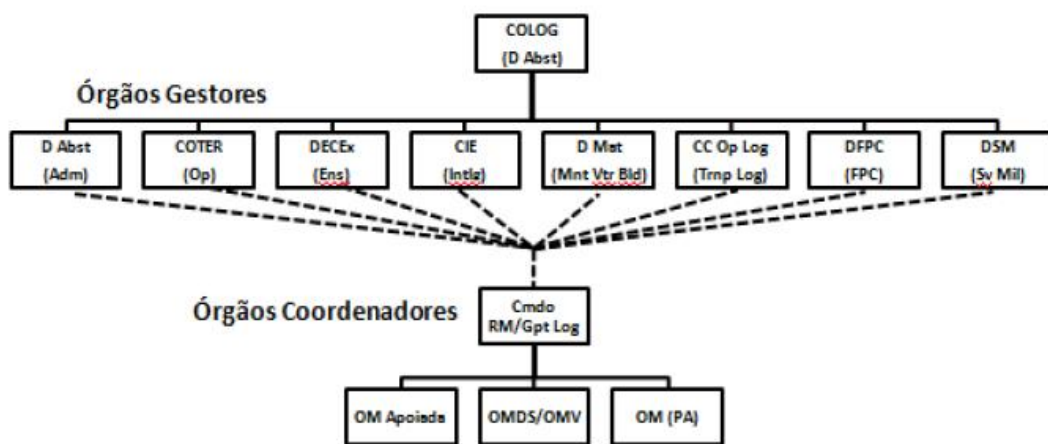 COLOG
(D Abst)
Órgãos Gestores
D Abst
(Adm)
COTER
(Op)
DECEx
(Ens)
CIE
(Intlg)
D Mat
(Mnt Vtr Bld)
CC Op Log
(Trnp Log)
DFPC
(FPC)
DSM
(Sv Mil)
Órgãos Coordenadores
Cmdo
RM/Gpt Log
OM Apoiada
OMDS/OMV
OM (PA)